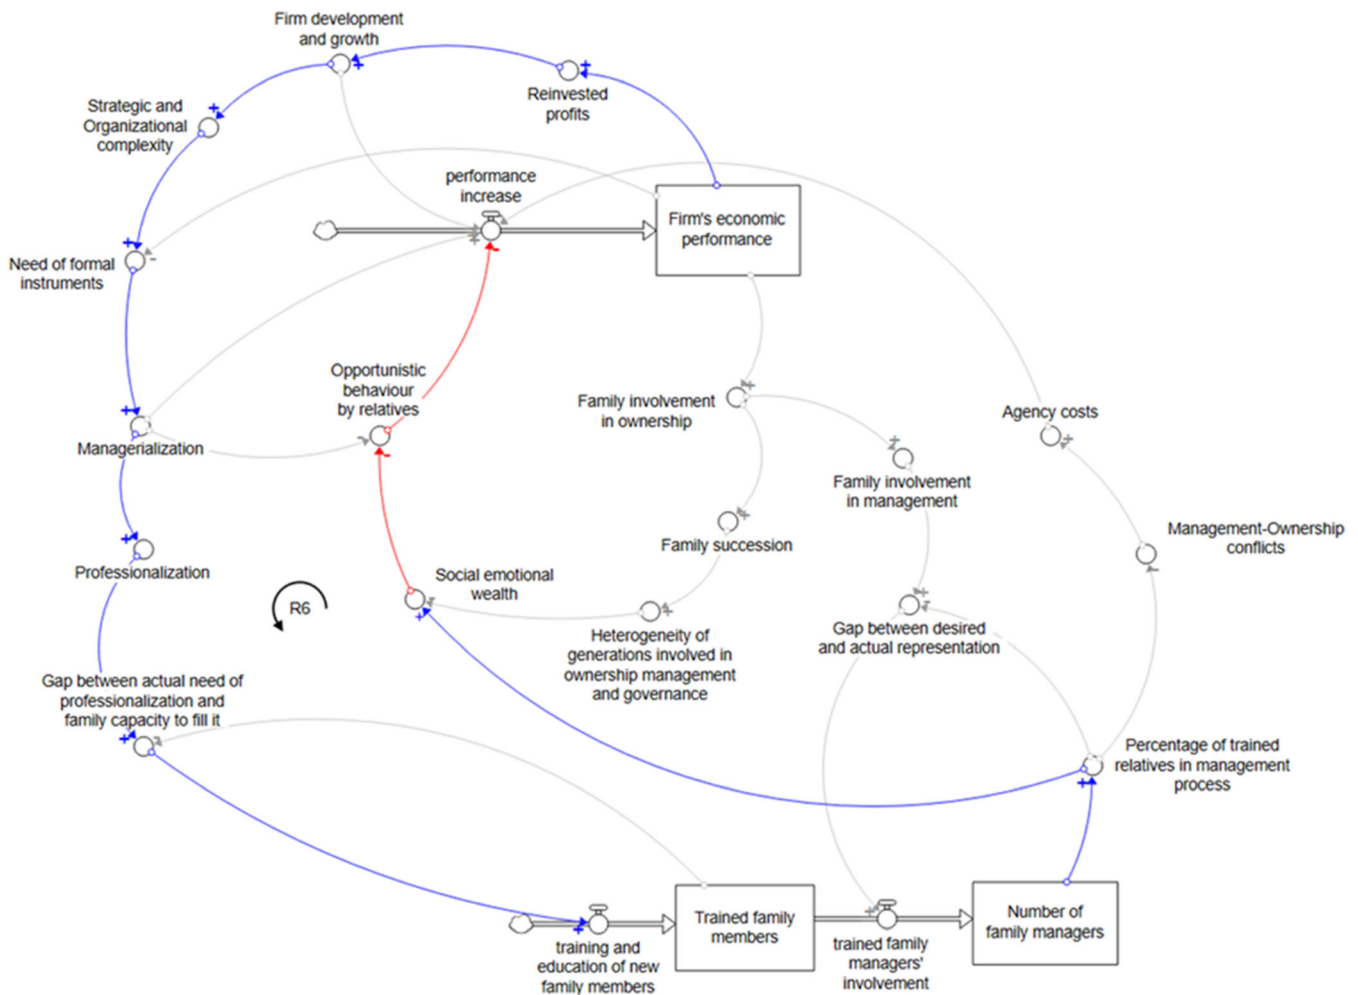 Firm development
and growth
Reinvested
profits
Strategic and
Organizational
complexity
performance
increase
Firm's economic
performance
Need of formal
instruments
Opportunistic
behaviour
by relatives
Family involvement
in ownership
Agency costs
Managerialization
Family involvement
in management
Management-Ownership
conflicts
Family succession
Professionalization
Social emotional
wealth
R6
Heterogeneity of
generations involved in
ownership management
and governance
Gap between desired
and actual representation
Gap between actual need of
professionalization and
family capacity to fill it
Percentage of trained
relatives in management
process
Trained family
members
Number of
family managers
training and
education of new
family members
trained family
managers'
involvement